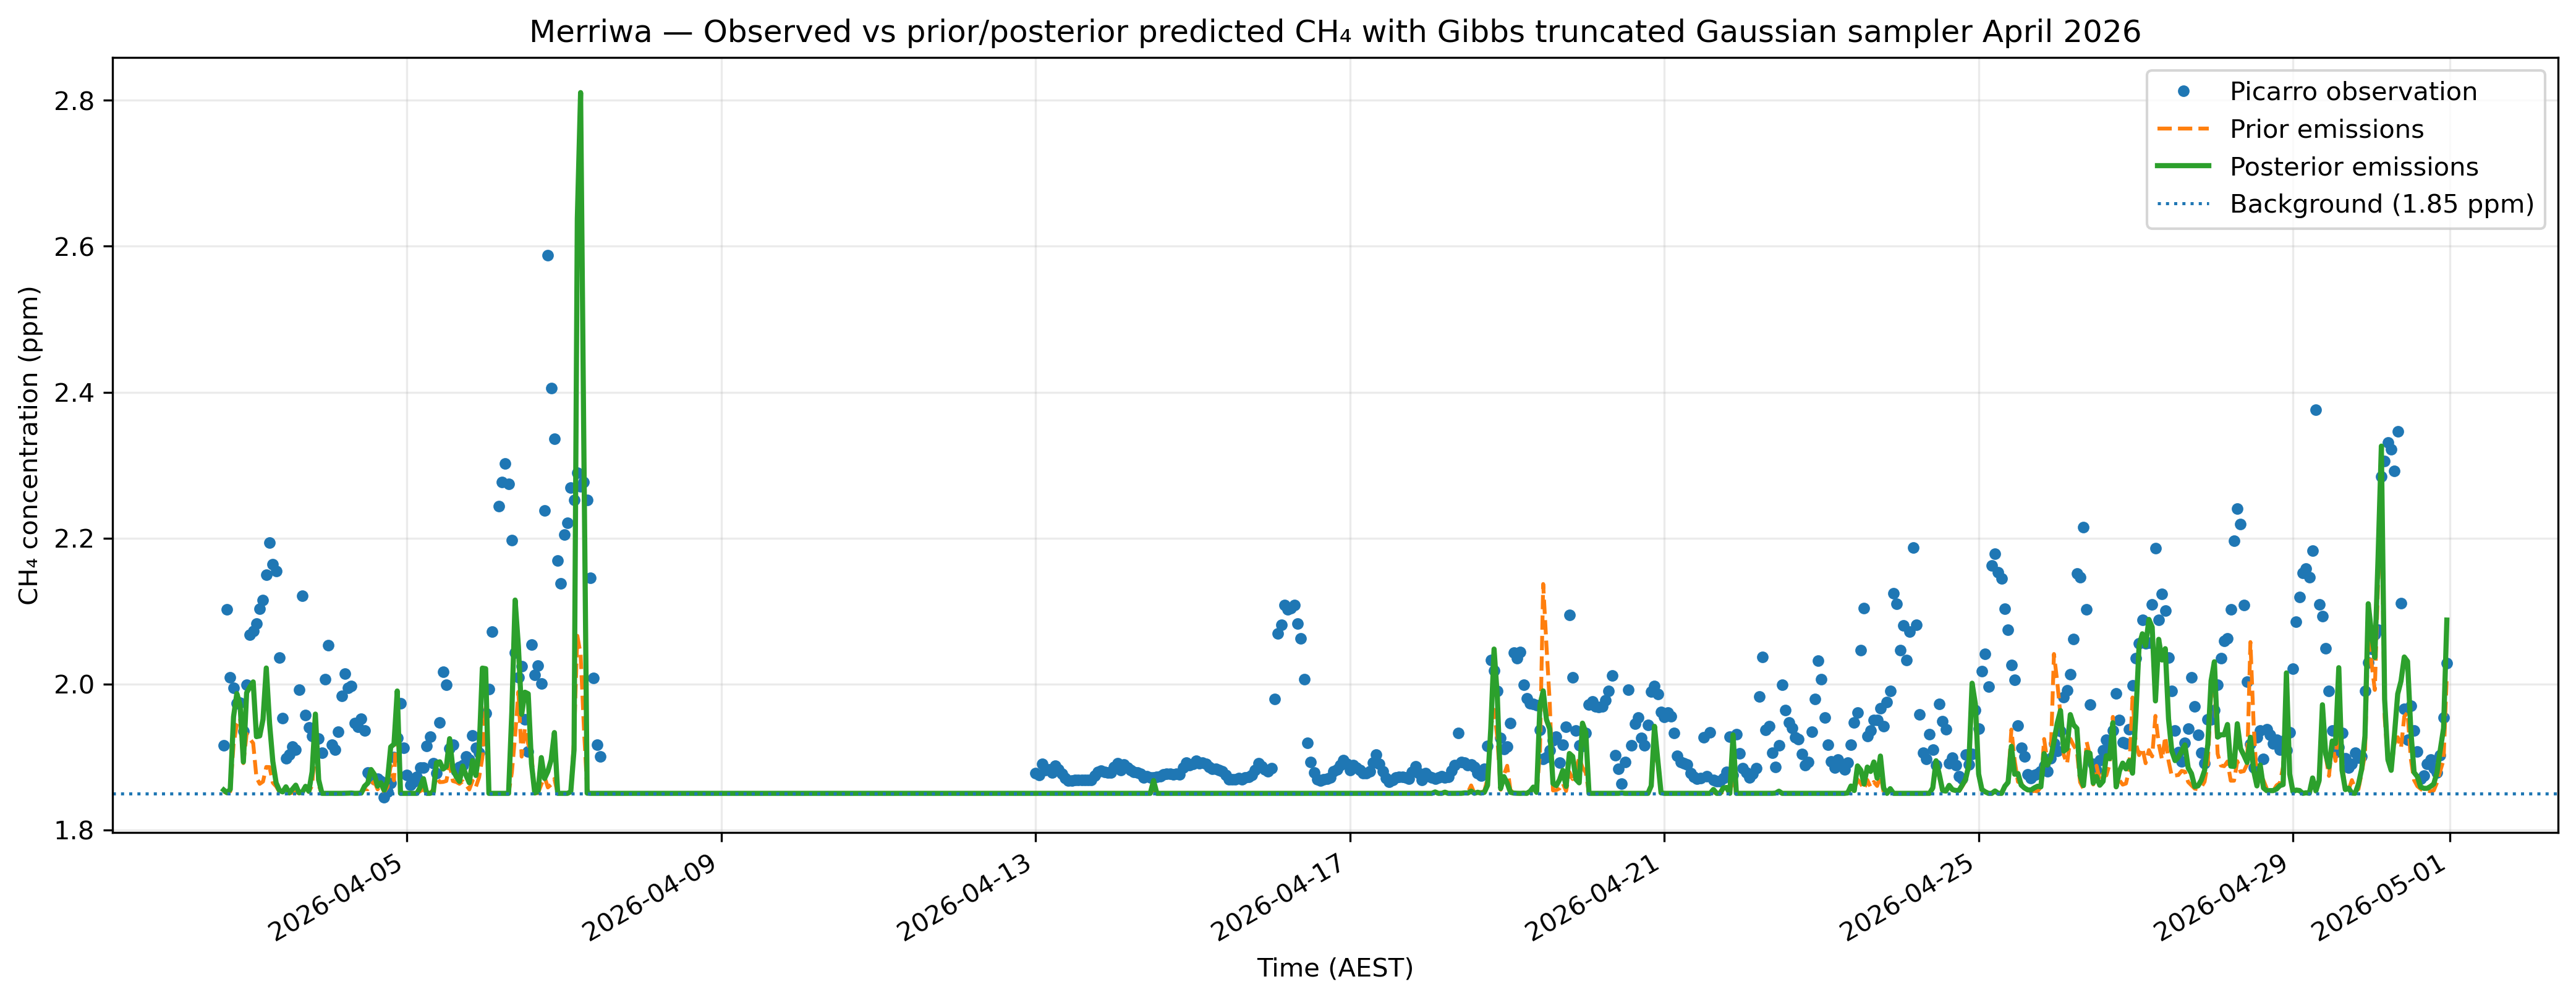 Merriwa — Observed vs prior/posterior predicted CH₄ with Gibbs truncated Gaussian sampler April 2026
Picarro observation
Prior emissions
Posterior emissions
Background (1.85 ppm)
CH₄ concentration (ppm)
2.8
2.6
2.4
2.2
2.0
1.8
2026-04-05
2026-04-09
2026-04-13
2026-04-17
2026-04-21
2026-04-25
2026-04-29
2026-05-01
Time (AEST)